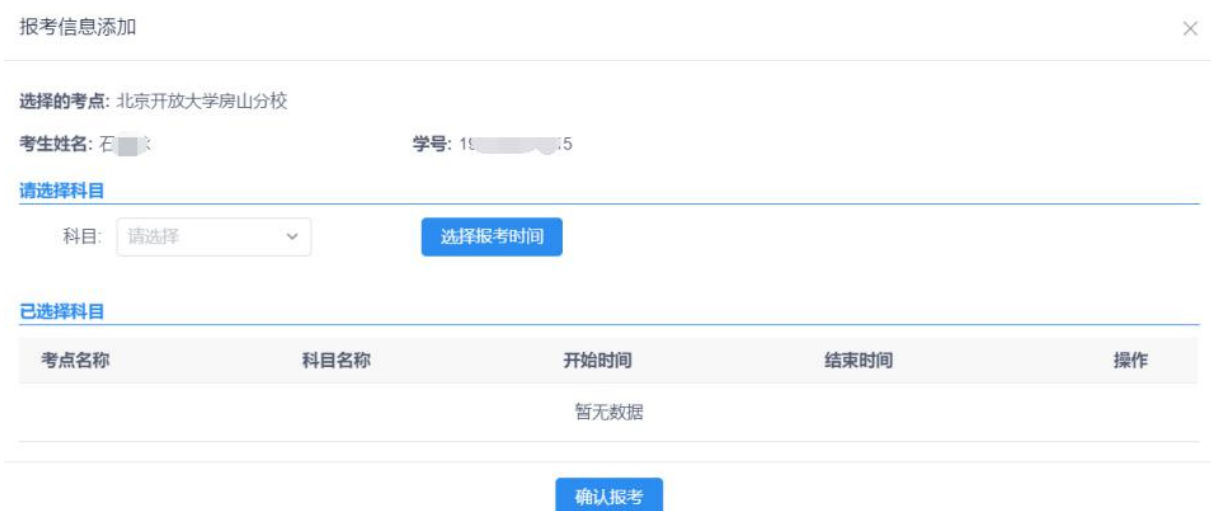 报考信息添加
选择的考点: 北京开放大学房山分校
考生姓名: 石 学号: 19 5
请选择科目
科目: 请选择 选择报考时间
已选择科目
考点名称 科目名称 开始时间 结束时间 操作
暂无数据
确认报考